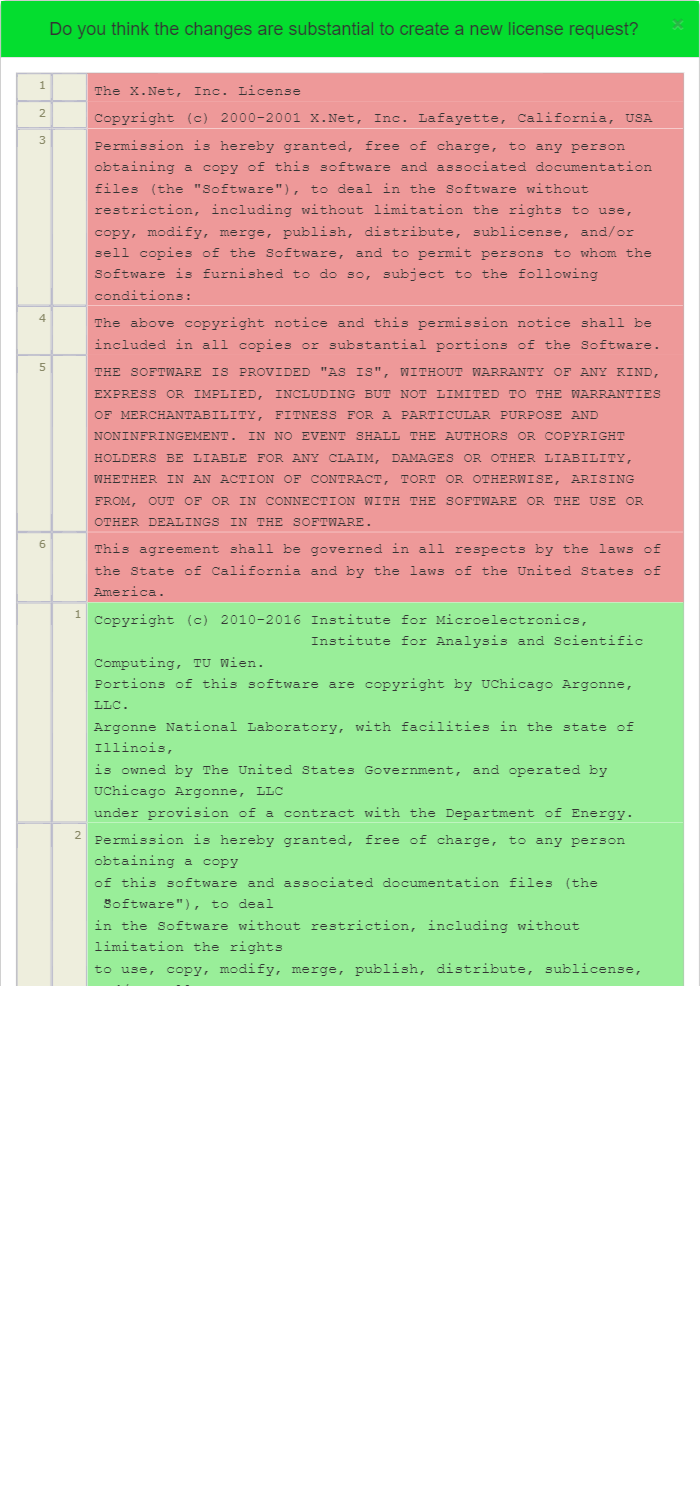 Do you think the changes are substantial to create a new license request?
×
1 The X.Net, Inc. License
2 Copyright (c) 2000-2001 X.Net, Inc. Lafayette, California, USA
3 Permission is hereby granted, free of charge, to any person
obtaining a copy of this software and associated documentation
files (the "Software"), to deal in the Software without
restriction, including without limitation the rights to use,
copy, modify, merge, publish, distribute, sublicense, and/or
sell copies of the Software, and to permit persons to whom the
Software is furnished to do so, subject to the following
conditions:
4 The above copyright notice and this permission notice shall be
included in all copies or substantial portions of the Software.
5 THE SOFTWARE IS PROVIDED "AS IS", WITHOUT WARRANTY OF ANY KIND,
EXPRESS OR IMPLIED, INCLUDING BUT NOT LIMITED TO THE WARRANTIES
OF MERCHANTABILITY, FITNESS FOR A PARTICULAR PURPOSE AND
NONINFRINGEMENT. IN NO EVENT SHALL THE AUTHORS OR COPYRIGHT
HOLDERS BE LIABLE FOR ANY CLAIM, DAMAGES OR OTHER LIABILITY,
WHETHER IN AN ACTION OF CONTRACT, TORT OR OTHERWISE, ARISING
FROM, OUT OF OR IN CONNECTION WITH THE SOFTWARE OR THE USE OR
OTHER DEALINGS IN THE SOFTWARE.
6 This agreement shall be governed in all respects by the laws of
the State of California and by the laws of the United States of
America.
1 Copyright (c) 2010-2016 Institute for Microelectronics,
Institute for Analysis and Scientific
Computing, TU Wien.
Portions of this software are copyright by UChicago Argonne,
LLC.
Argonne National Laboratory, with facilities in the state of
Illinois,
is owned by The United States Government, and operated by
UChicago Argonne, LLC
under provision of a contract with the Department of Energy.
2 Permission is hereby granted, free of charge, to any person
obtaining a copy
of this software and associated documentation files (the
"Software"), to deal
in the Software without restriction, including without
limitation the rights
to use, copy, modify, merge, publish, distribute, sublicense,